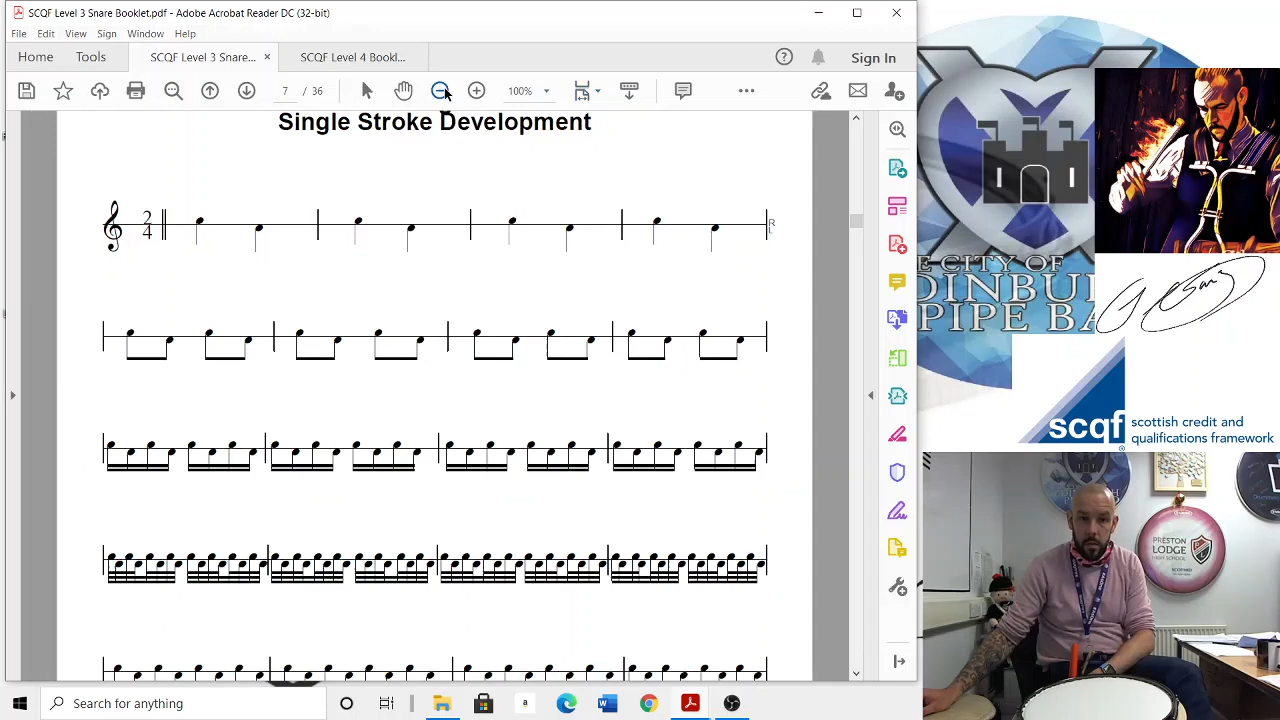 SCQF Level 3 Snare Booklet.pdf - Adobe Acrobat Reader DC (32-bit)
File Edit View Sign Window Help
Home Tools SCQF Level 3 Snare... × SCQF Level 4 Bookl... Sign In
7 / 36 100%
Single Stroke Development
2
4
R
L
E CITY OF
DINBU
PIPE BA
scqf scottish credit and
qualifications framework
PRESTON
LODGE
HIGH SCHOOL
Search for anything
a